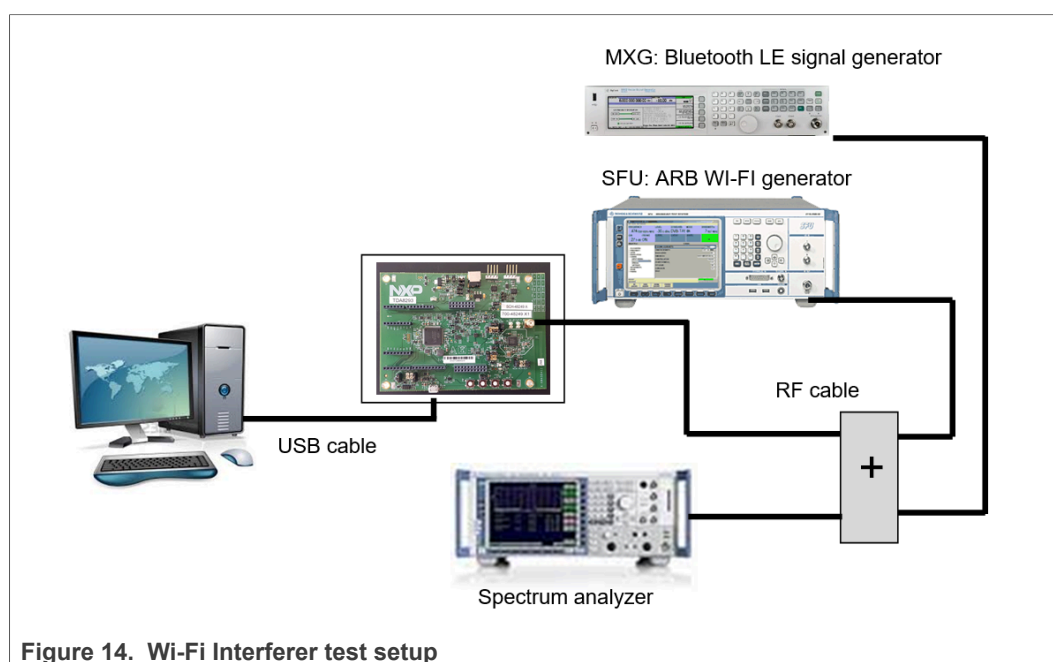 MXG: Bluetooth LE signal generator
SFU: ARB WI-FI generator
NXP
RF cable
+
USB cable
Spectrum analyzer
Figure 14. Wi-Fi Interferer test setup